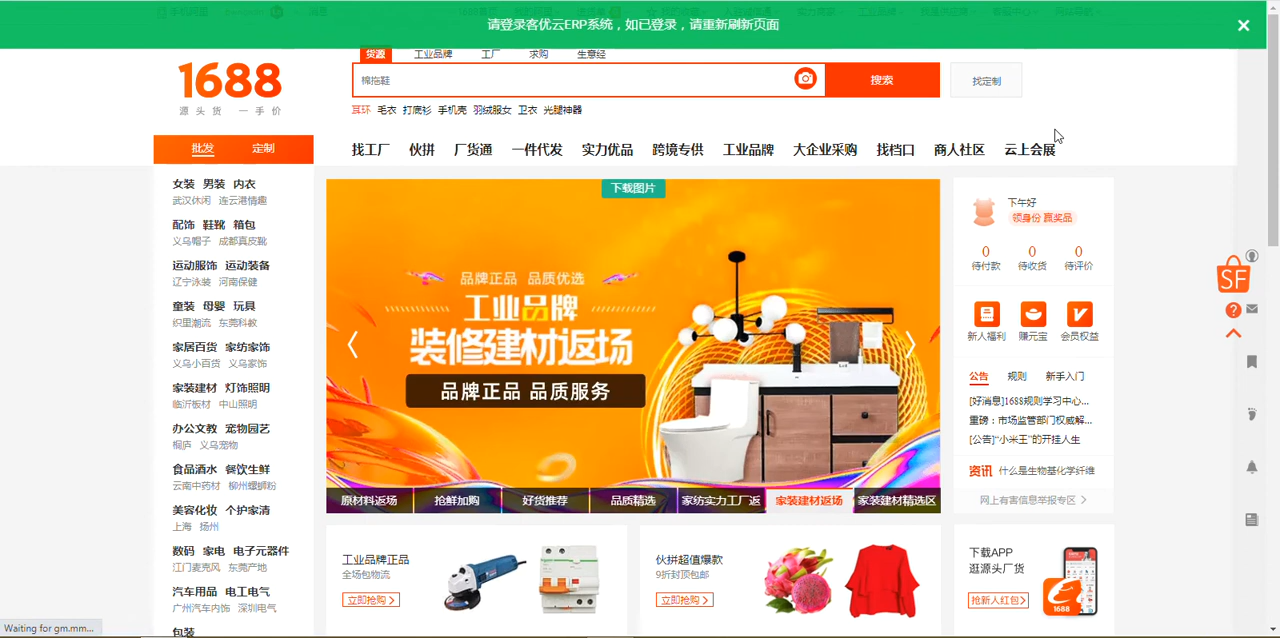 请登录客优云ERP系统，如已登录，请重新刷新页面
货源 工业品牌 工厂 求购 生意经
1688
源头货 一手价
棉拖鞋
搜索
找定制
耳环 毛衣 打底衫 手机壳 羽绒服女 卫衣 光腿神器
批发 定制
找工厂 伙拼 厂货通 一件代发 实力优品 跨境专供 工业品牌 大企业采购 找档口 商人社区 云上会展
女装 男装 内衣
武汉休闲 连云港情趣
配饰 鞋靴 箱包
义乌帽子 成都真皮靴
运动服饰 运动装备
辽宁泳装 河南保健
童装 母婴 玩具
织里潮流 东莞科教
家居百货 家纺家饰
义乌小百货 义乌家饰
家装建材 灯饰照明
临沂板材 中山照明
办公文教 宠物园艺
桐庐 义乌宠物
食品酒水 餐饮生鲜
云南中药材 柳州螺蛳粉
美容化妆 个护家清
上海 扬州
数码 家电 电子元器件
江门麦克风 东莞产地
汽车用品 电工电气
广州汽车内饰 深圳电气
包装
下载图片
品牌正品 品质优选
工业品牌
装修建材返场
品牌正品 品质服务
原材料返场 抢鲜加购 好货推荐 品质精选 家纺实力工厂返 家装建材返场 家装建材精选区
下午好
领身份 赢奖品
0 0 0
待付款 待收货 待评价
新人福利 赚元宝 会员权益
公告 规则 新手入门
[好消息]1688规则学习中心...
重磅：市场监管部门权威解...
[公告]“小米王”的开挂人生
资讯 什么是生物基化学纤维
网上有害信息举报专区
SF
工业品牌正品
全场包物流
立即抢购
伙拼超值爆款
9折封顶包邮
立即抢购
下载APP
逛源头厂货
抢新人红包
1688
Waiting for gm.mm...